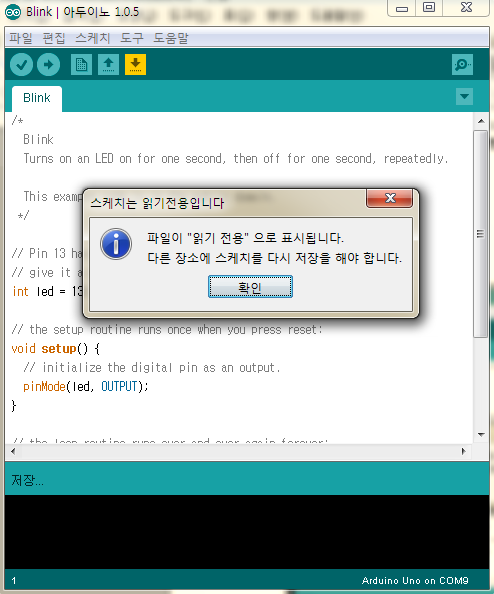 Blink | 아두이노 1.0.5
파일 편집 스케치 도구 도움말
Blink
/*
Blink
Turns on an LED on for one second, then off for one second, repeatedly.
This examp
*/
스케치는 읽기전용입니다
파일이 "읽기 전용" 으로 표시됩니다.
다른 장소에 스케치를 다시 저장을 해야 합니다.
확인
// Pin 13 ha
// give it a
int led = 13
// the setup routine runs once when you press reset:
void setup() {
// initialize the digital pin as an output.
pinMode(led, OUTPUT);
}
// the loop routine runs over and over again forever:
저장...
1
Arduino Uno on COM9